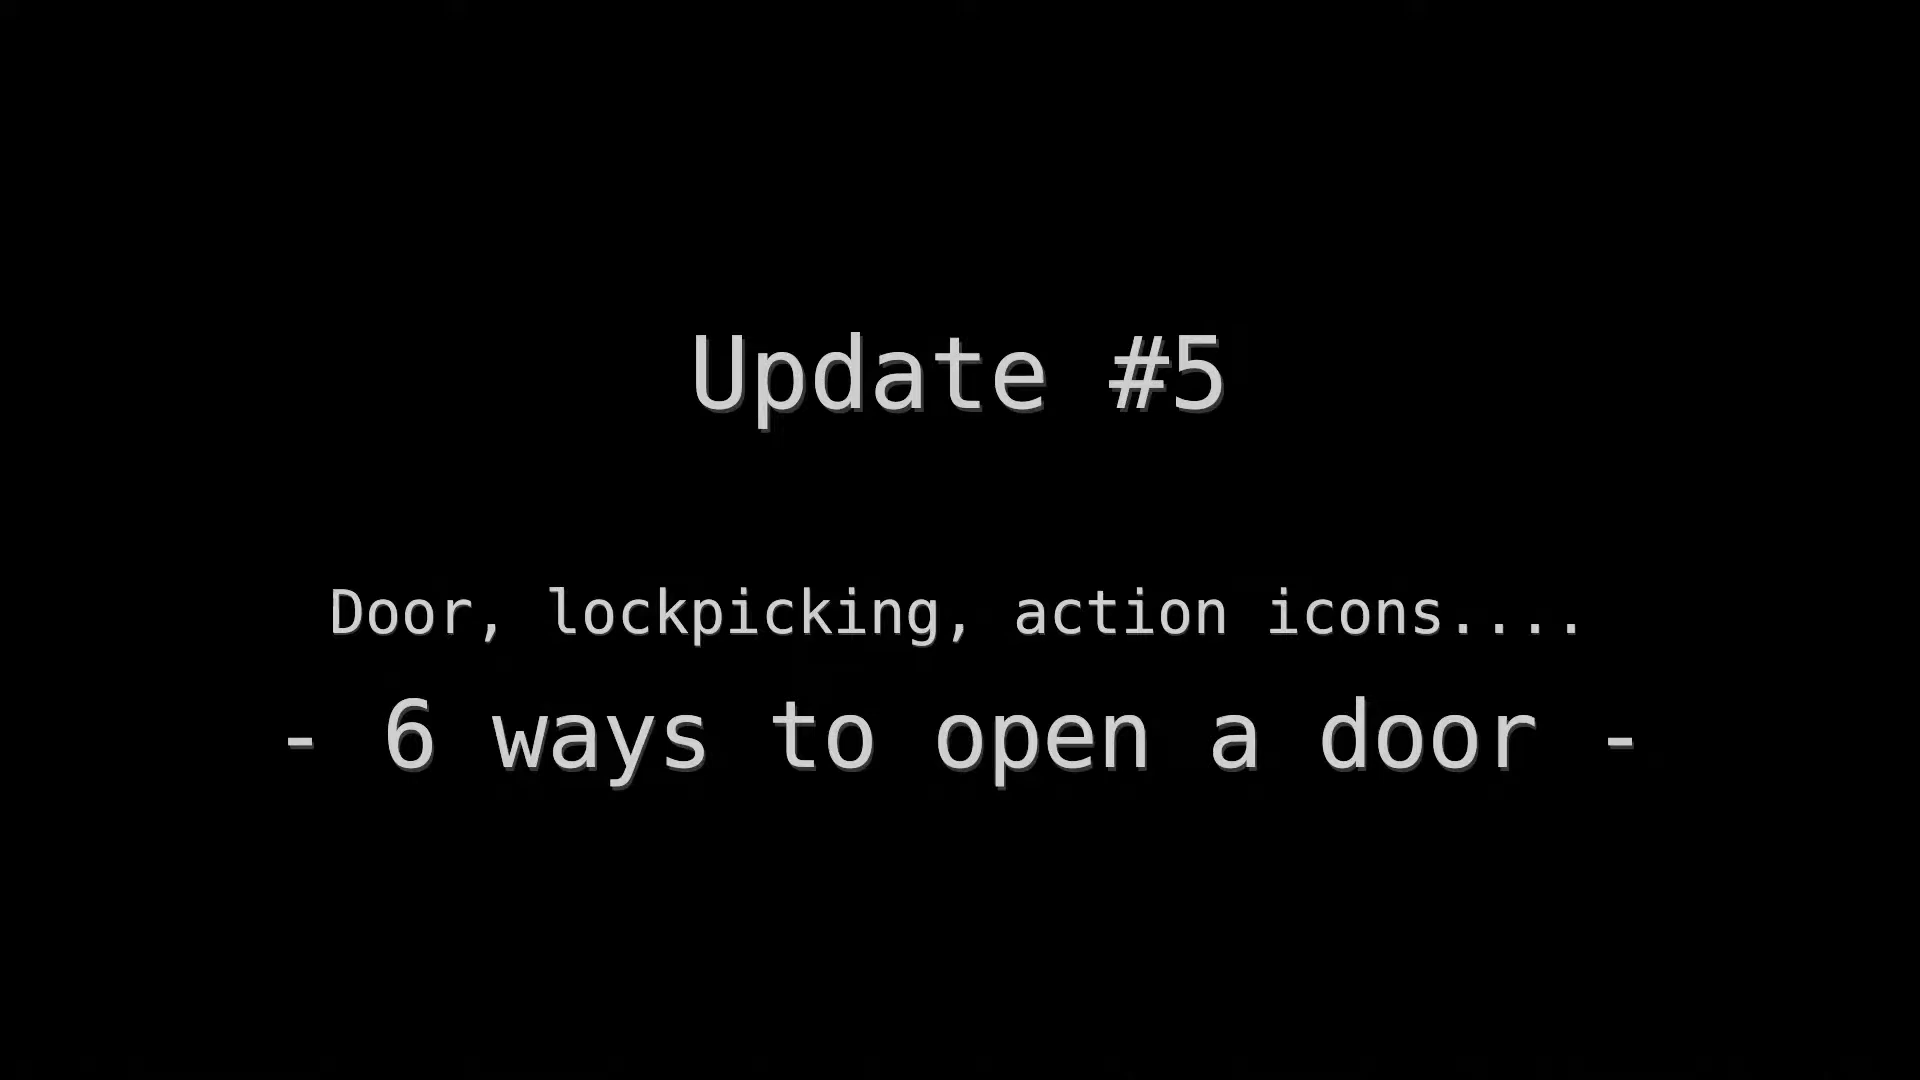 Update #5
Door, lockpicking, action icons....
- 6 ways to open a door -